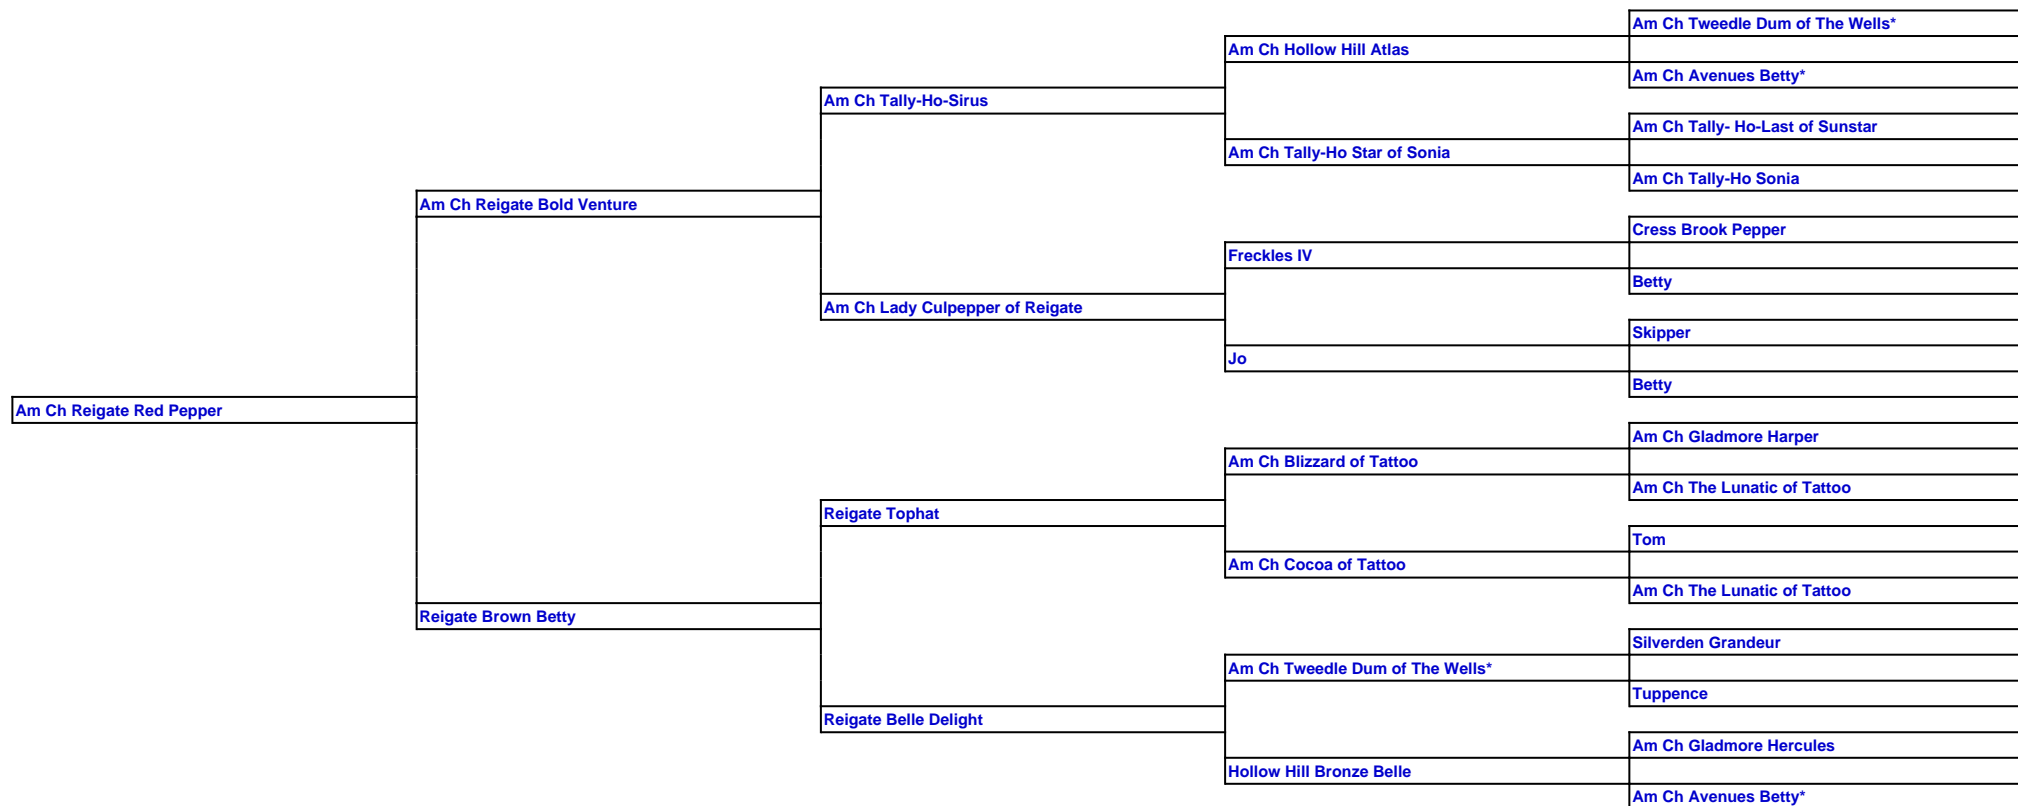 Am Ch Tweedle Dum of The Wells*
Am Ch Hollow Hill Atlas
Am Ch Avenues Betty*
Am Ch Tally-Ho-Sirus
Am Ch Tally- Ho-Last of Sunstar
Am Ch Tally-Ho Star of Sonia
Am Ch Tally-Ho Sonia
Am Ch Reigate Bold Venture
Cress Brook Pepper
Freckles IV
Betty
Am Ch Lady Culpepper of Reigate
Skipper
Jo
Betty
Am Ch Reigate Red Pepper
Am Ch Gladmore Harper
Am Ch Blizzard of Tattoo
Am Ch The Lunatic of Tattoo
Reigate Tophat
Tom
Am Ch Cocoa of Tattoo
Am Ch The Lunatic of Tattoo
Reigate Brown Betty
Silverden Grandeur
Am Ch Tweedle Dum of The Wells*
Tuppence
Reigate Belle Delight
Am Ch Gladmore Hercules
Hollow Hill Bronze Belle
Am Ch Avenues Betty*